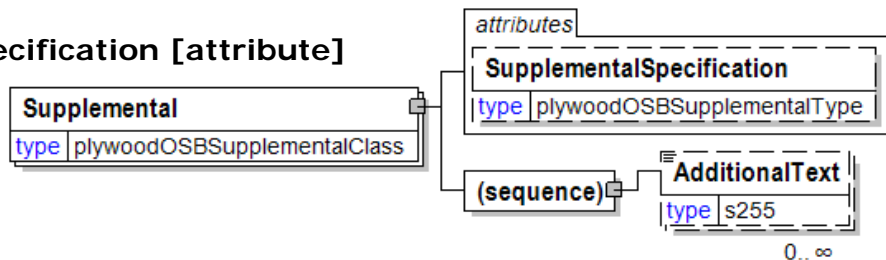 ecification [attribute]
attributes
SupplementalSpecification
type plywoodOSBSupplementalType
Supplemental
type plywoodOSBSupplementalClass
(sequence)
AdditionalText
type s255
0.. ∞